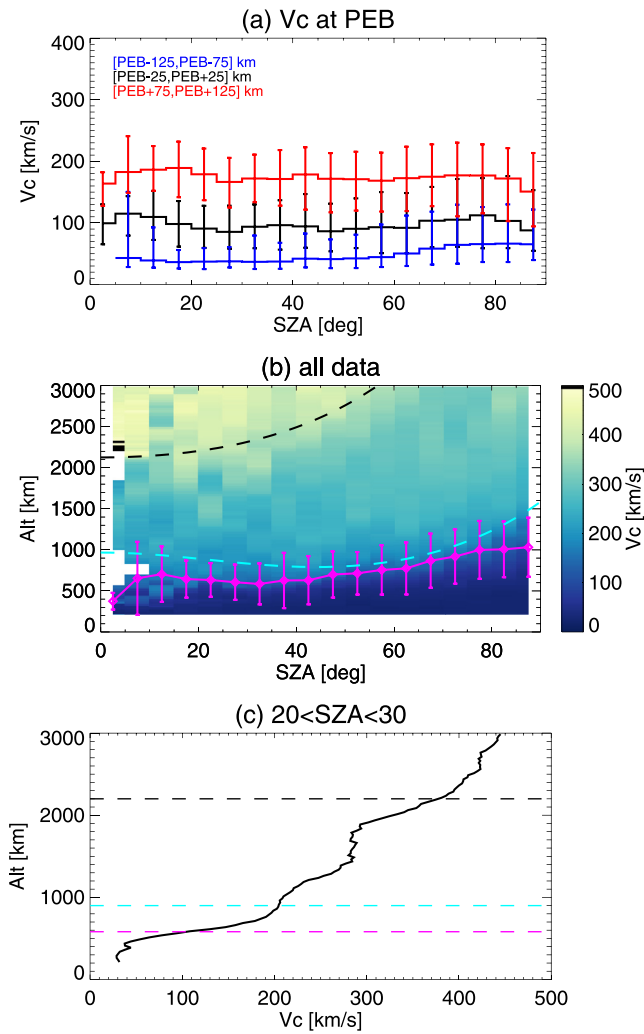 (a) Vc at PEB
400
300
200
100
0
Vc [km/s]
[PEB-125,PEB-75] km
[PEB-25,PEB+25] km
[PEB+75,PEB+125] km
0 20 40 60 80
SZA [deg]
(b) all data
3000
2500
2000
1500
1000
500
0
Alt [km]
0 20 40 60 80
SZA [deg]
500
400
300
200
100
0
Vc [km/s]
(c) 20<SZA<30
3000
2000
1000
0
Alt [km]
0 100 200 300 400 500
Vc [km/s]